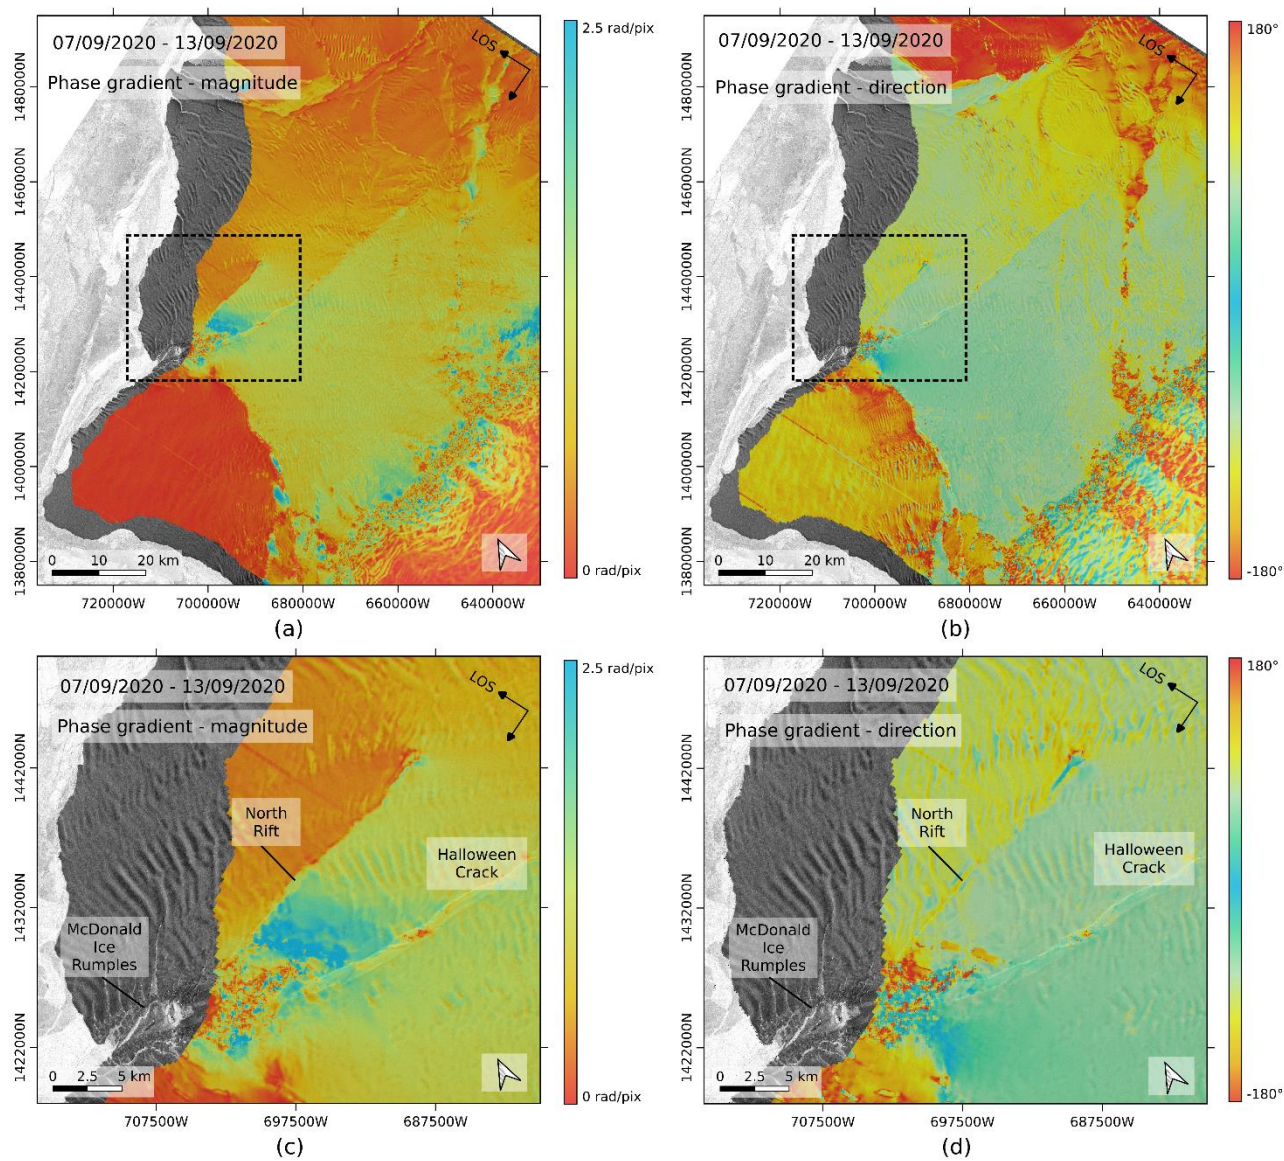 07/09/2020 - 13/09/2020
Phase gradient - magnitude
LOS
2.5 rad/pix
0 rad/pix
1480000N
1460000N
1440000N
1420000N
1400000N
1380000N
0 10 20 km
720000W 700000W 680000W 660000W 640000W
(a)
07/09/2020 - 13/09/2020
Phase gradient - direction
LOS
180°
-180°
1480000N
1460000N
1440000N
1420000N
1400000N
1380000N
0 10 20 km
720000W 700000W 680000W 660000W 640000W
(b)
07/09/2020 - 13/09/2020
Phase gradient - magnitude
LOS
2.5 rad/pix
0 rad/pix
1442000N
1432000N
1422000N
North
Rift
Halloween
Crack
McDonald
Ice
Rumples
0 2.5 5 km
707500W 697500W 687500W
(c)
07/09/2020 - 13/09/2020
Phase gradient - direction
LOS
180°
-180°
1442000N
1432000N
1422000N
North
Rift
Halloween
Crack
McDonald
Ice
Rumples
0 2.5 5 km
707500W 697500W 687500W
(d)